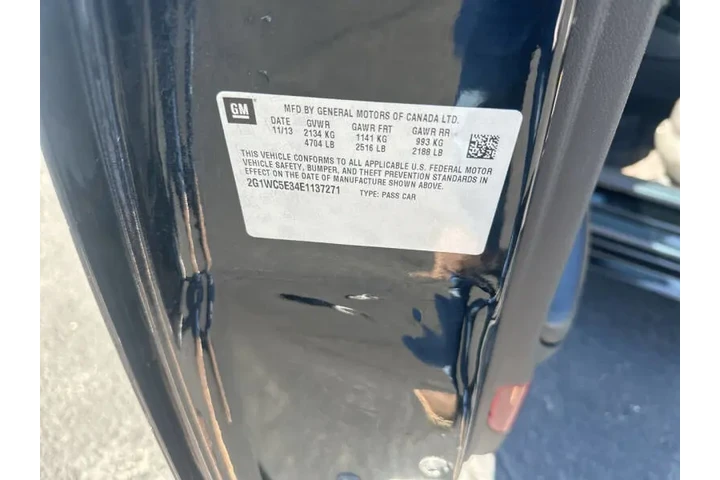 GM
MFD BY GENERAL MOTORS OF CANADA LTD.
DATE GVWR GAWR FRT GAWR RR
11/13 2134 KG 1141 KG 993 KG
4704 LB 2516 LB 2188 LB
THIS VEHICLE CONFORMS TO ALL APPLICABLE U.S. FEDERAL MOTOR
VEHICLE SAFETY, BUMPER, AND THEFT PREVENTION STANDARDS IN
EFFECT ON THE DATE OF MANUFACTURE SHOWN ABOVE.
2G1WC5E34E1137271 TYPE: PASS CAR